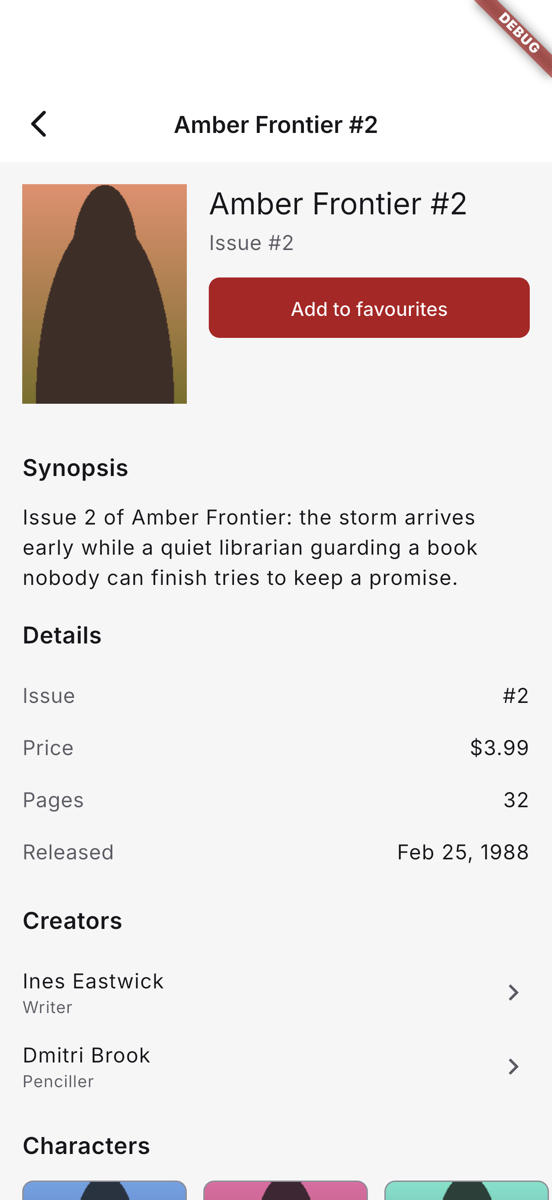 DEBUG
Amber Frontier #2
Amber Frontier #2
Issue #2
Add to favourites
Synopsis
Issue 2 of Amber Frontier: the storm arrives
early while a quiet librarian guarding a book
nobody can finish tries to keep a promise.
Details
Issue #2
Price $3.99
Pages 32
Released Feb 25, 1988
Creators
Ines Eastwick
Writer
Dmitri Brook
Penciller
Characters